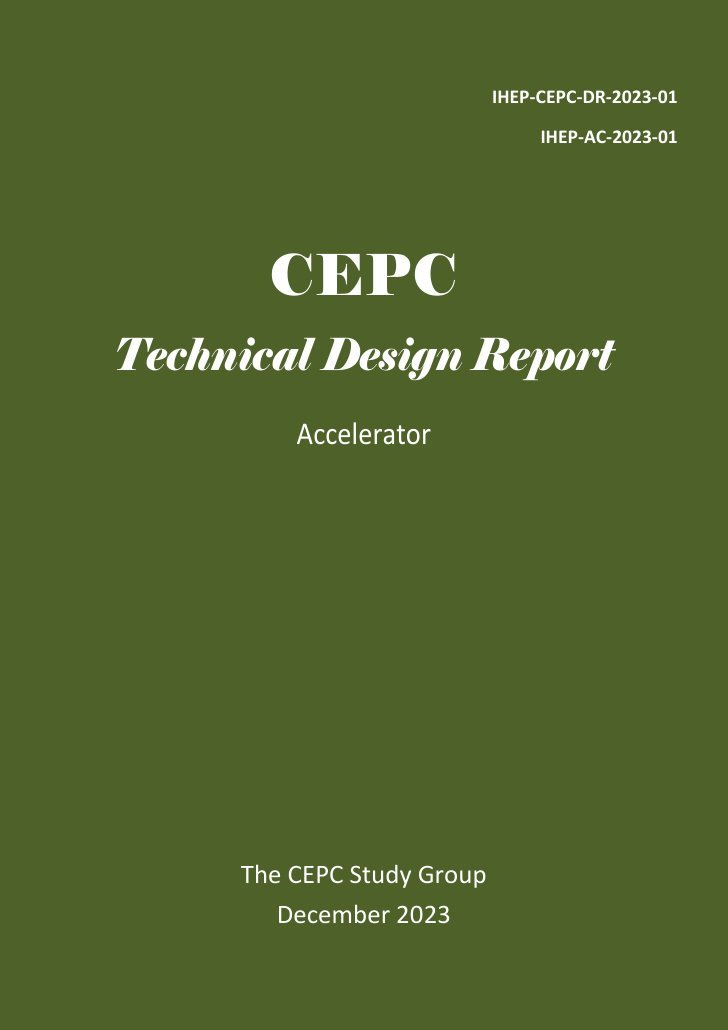 IHEP-CEPC-DR-2023-01
IHEP-AC-2023-01
CEPC
Technical Design Report
Accelerator
The CEPC Study Group
December 2023